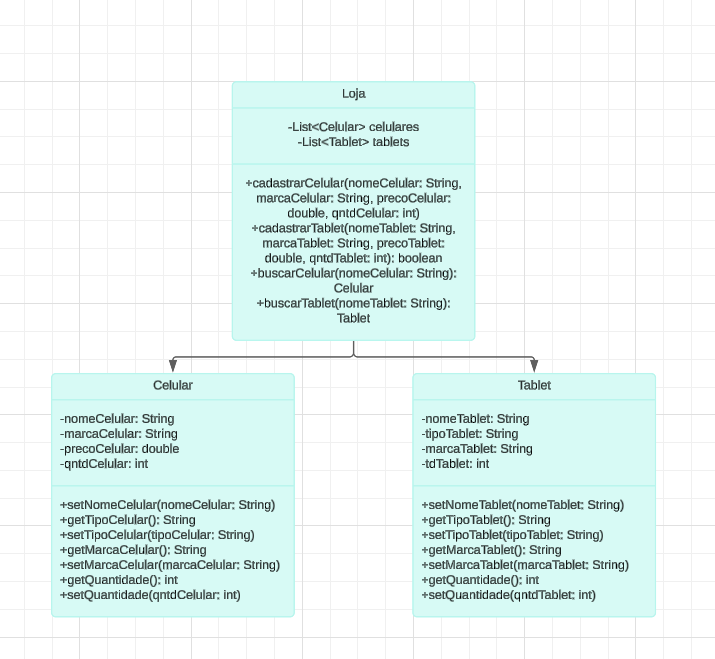 Loja
-List<Celular> celulares
-List<Tablet> tablets
+cadastrarCelular(nomeCelular: String,
marcaCelular: String, precoCelular:
double, qntdCelular: int)
+cadastrarTablet(nomeTablet: String,
marcaTablet: String, precoTablet:
double, qntdTablet: int): boolean
+buscarCelular(nomeCelular: String):
Celular
+buscarTablet(nomeTablet: String):
Tablet
Celular
-nomeCelular: String
-marcaCelular: String
-precoCelular: double
-qntdCelular: int
+setNomeCelular(nomeCelular: String)
+getTipoCelular(): String
+setTipoCelular(tipoCelular: String)
+getMarcaCelular(): String
+setMarcaCelular(marcaCelular: String)
+getQuantidade(): int
+setQuantidade(qntdCelular: int)
Tablet
-nomeTablet: String
-tipoTablet: String
-marcaTablet: String
-tdTablet: int
+setNomeTablet(nomeTablet: String)
+getTipoTablet(): String
+setTipoTablet(tipoTablet: String)
+getMarcaTablet(): String
+setMarcaTablet(marcaTablet: String)
+getQuantidade(): int
+setQuantidade(qntdTablet: int)